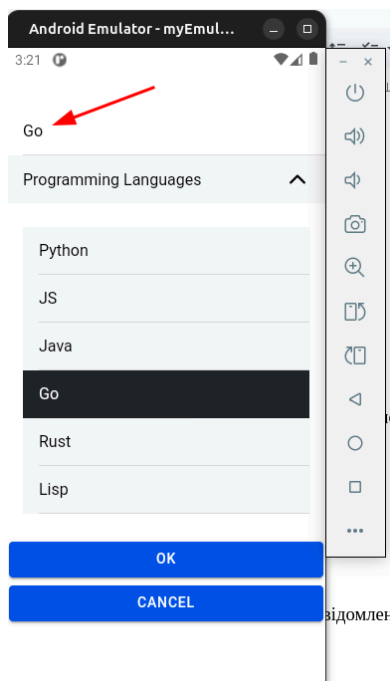 Android Emulator - myEmul...
3:21
Go
Programming Languages
Python
JS
Java
Go
Rust
Lisp
OK
CANCEL
відомлен